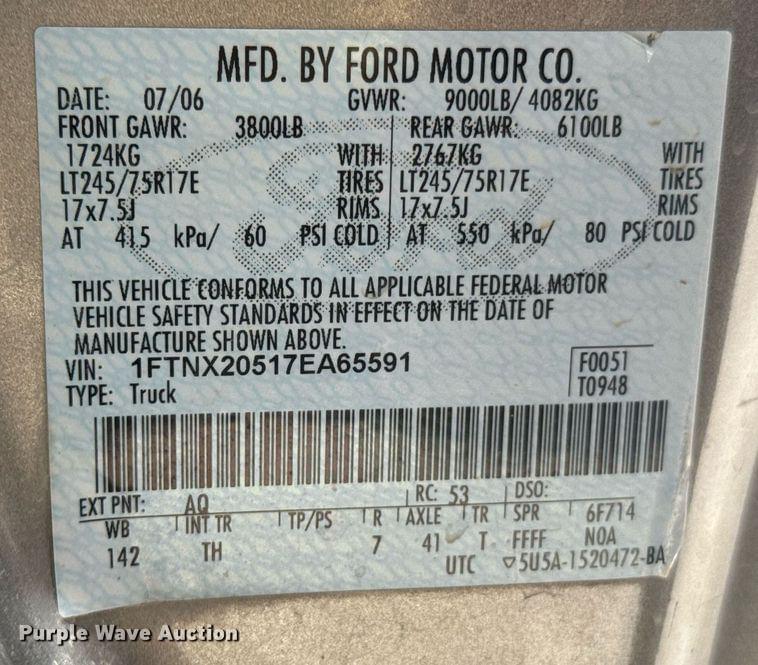 MFD. BY FORD MOTOR CO.
DATE: 07/06 GVWR: 9000LB/ 4082KG
FRONT GAWR: 3800LB REAR GAWR: 6100LB
1724KG WITH 2767KG WITH
LT245/75R17E TIRES LT245/75R17E TIRES
17x7.5J RIMS 17x7.5J RIMS
AT 415 kPa/ 60 PSI COLD AT 550 kPa/ 80 PSI COLD
THIS VEHICLE CONFORMS TO ALL APPLICABLE FEDERAL MOTOR
VEHICLE SAFETY STANDARDS IN EFFECT ON THE DATE OF
MANUFACTURE SHOWN ABOVE.
VIN: 1FTNX20517EA65591 F0051
TYPE: Truck T0948
EXT PNT: AQ RC: 53 DSO:
WB INT TR TP/PS R AXLE TR SPR 6F714
142 TH 7 41 T FFFF NOA
UTC ▽5U5A-1520472-BA
Ford
Purple Wave Auction